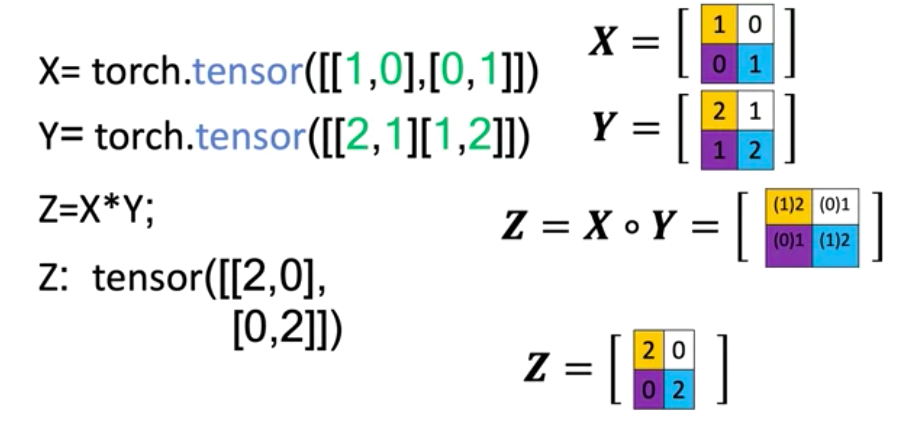 X= torch.tensor([[1,0],[0,1]])
Y= torch.tensor([[2,1][1,2]])
Z=X*Y;
Z: tensor([[2,0],
[0,2]])
X = [
1 0
0 1
]
Y = [
2 1
1 2
]
Z = X ∘ Y = [
(1)2 (0)1
(0)1 (1)2
]
Z = [
2 0
0 2
]